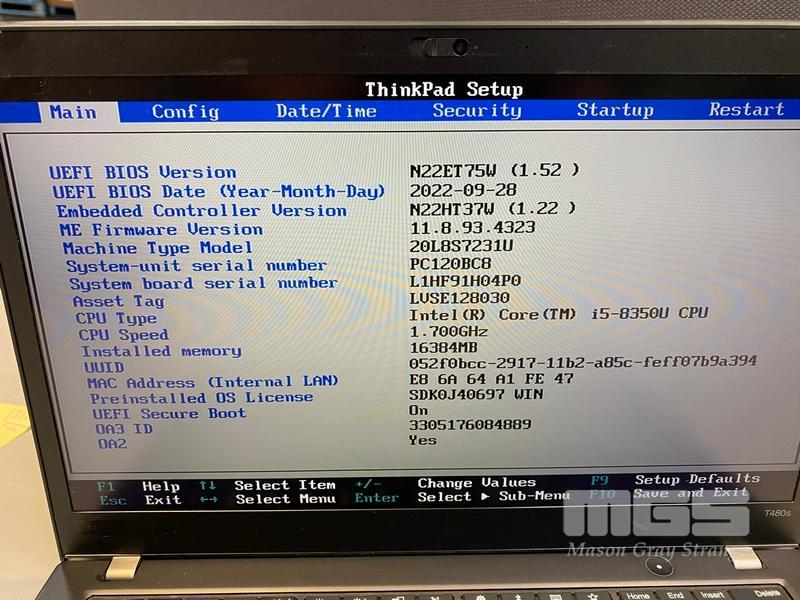 ThinkPad Setup
Main Config Date/Time Security Startup Restart
UEFI BIOS Version N22ET75W (1.52 )
UEFI BIOS Date (Year-Month-Day) 2022-09-28
Embedded Controller Version N22HT37W (1.22 )
ME Firmware Version 11.8.93.4323
Machine Type Model 20L8S7231U
System-unit serial number PC120BC8
System board serial number L1HF91H04P0
Asset Tag LVSE128030
CPU Type Intel(R) Core(TM) i5-8350U CPU
CPU Speed 1.700GHz
Installed memory 16384MB
UUID 052f0bcc-2917-11b2-a85c-feff07b9a394
MAC Address (Internal LAN) E8 6A 64 A1 FE 47
Preinstalled OS License SDK0J40697 WIN
UEFI Secure Boot On
OA3 ID 3305176084889
OA2 Yes
F1 Help ↑↓ Select Item +/- Change Values F9 Setup Defaults
Esc Exit ←→ Select Menu Enter Select ▶ Sub-Menu F10 Save and Exit
MGS
Mason Gray Strange
T480s
Home End Insert Delete